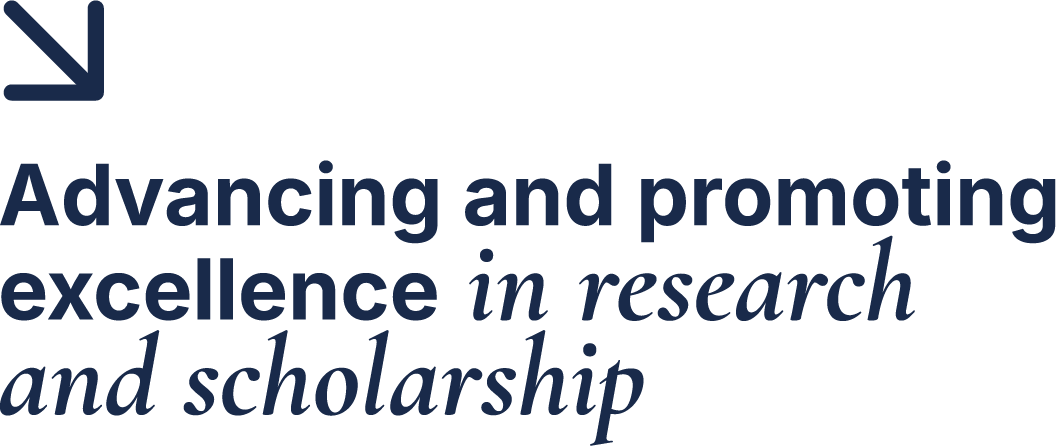 Advancing and promoting
excellence in research
and scholarship